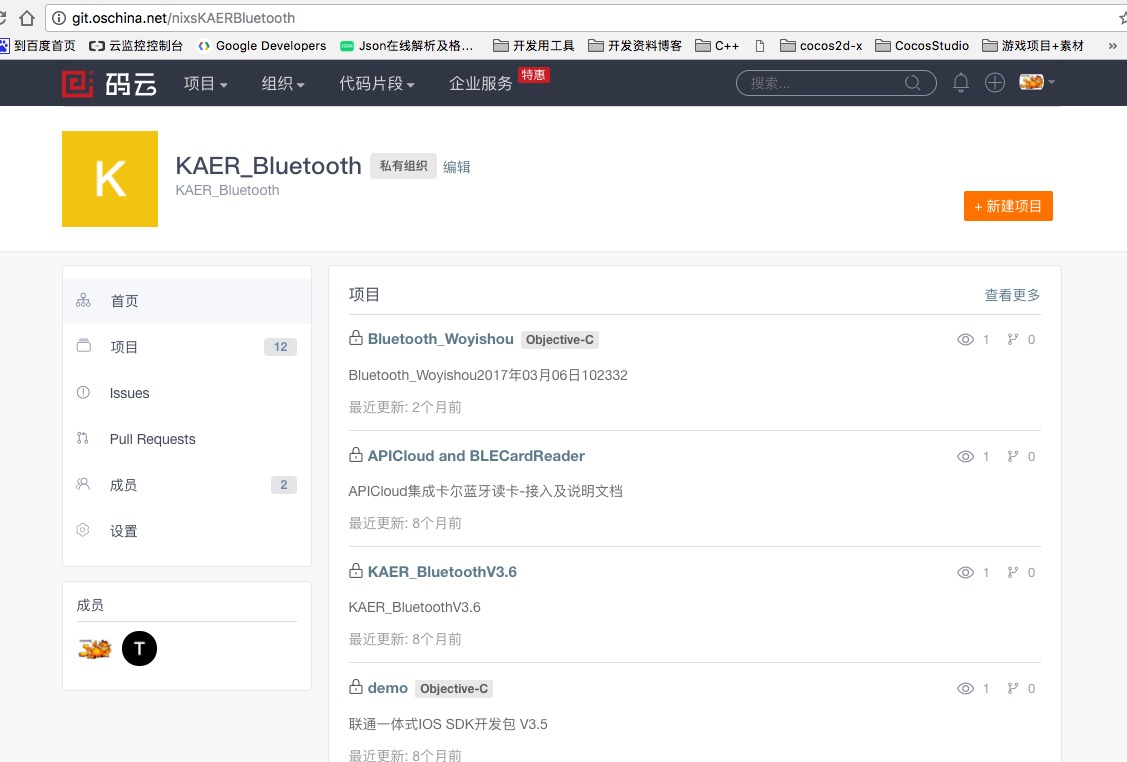 git.oschina.net/nixsKAERBluetooth
到百度首页 云监控控制台 Google Developers Json在线解析及格... 开发用工具 开发资料博客 C++ cocos2d-x CocosStudio 游戏项目+素材 »
码云 项目 组织 代码片段 企业服务 特惠 搜索...
K
KAER_Bluetooth 私有组织 编辑
KAER_Bluetooth
+ 新建项目
首页
项目 12
Issues
Pull Requests
成员 2
设置
成员
T
项目 查看更多
Bluetooth_Woyishou Objective-C 1 0
Bluetooth_Woyishou2017年03月06日102332
最近更新: 2个月前
APICloud and BLECardReader 1 0
APICloud集成卡尔蓝牙读卡-接入及说明文档
最近更新: 8个月前
KAER_BluetoothV3.6 1 0
KAER_BluetoothV3.6
最近更新: 8个月前
demo Objective-C 1 0
联通一体式IOS SDK开发包 V3.5
最近更新: 8个月前